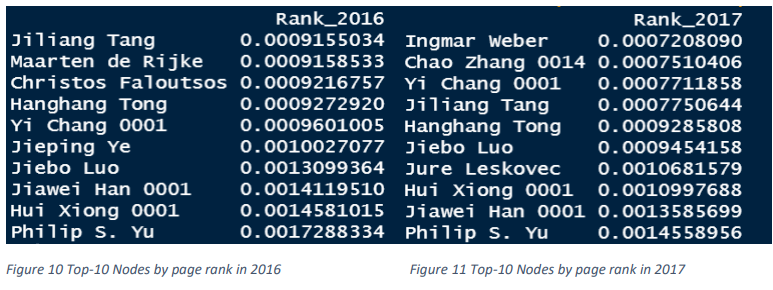 Rank_2016
Jiliang Tang 0.0009155034
Maarten de Rijke 0.0009158533
Christos Faloutsos 0.0009216757
Hanghang Tong 0.0009272920
Yi Chang 0001 0.0009601005
Jieping Ye 0.0010027077
Jiebo Luo 0.0013099364
Jiawei Han 0001 0.0014119510
Hui Xiong 0001 0.0014581015
Philip S. Yu 0.0017288334
Figure 10 Top-10 Nodes by page rank in 2016
Rank_2017
Ingmar Weber 0.0007208090
Chao Zhang 0014 0.0007510406
Yi Chang 0001 0.0007711858
Jiliang Tang 0.0007750644
Hanghang Tong 0.0009285808
Jiebo Luo 0.0009454158
Jure Leskovec 0.0010681579
Hui Xiong 0001 0.0010997688
Jiawei Han 0001 0.0013585699
Philip S. Yu 0.0014558956
Figure 11 Top-10 Nodes by page rank in 2017